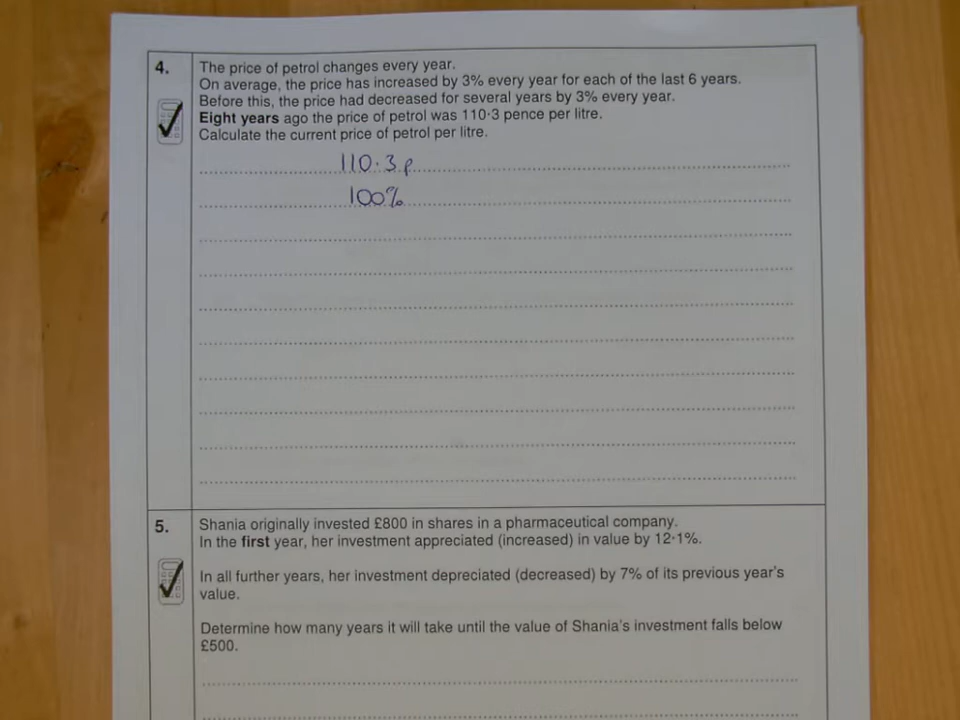 4. The price of petrol changes every year.
On average, the price has increased by 3% every year for each of the last 6 years.
Before this, the price had decreased for several years by 3% every year.
Eight years ago the price of petrol was 110·3 pence per litre.
Calculate the current price of petrol per litre.
110·3p
100%
5. Shania originally invested £800 in shares in a pharmaceutical company.
In the first year, her investment appreciated (increased) in value by 12·1%.
In all further years, her investment depreciated (decreased) by 7% of its previous year's
value.
Determine how many years it will take until the value of Shania's investment falls below
£500.